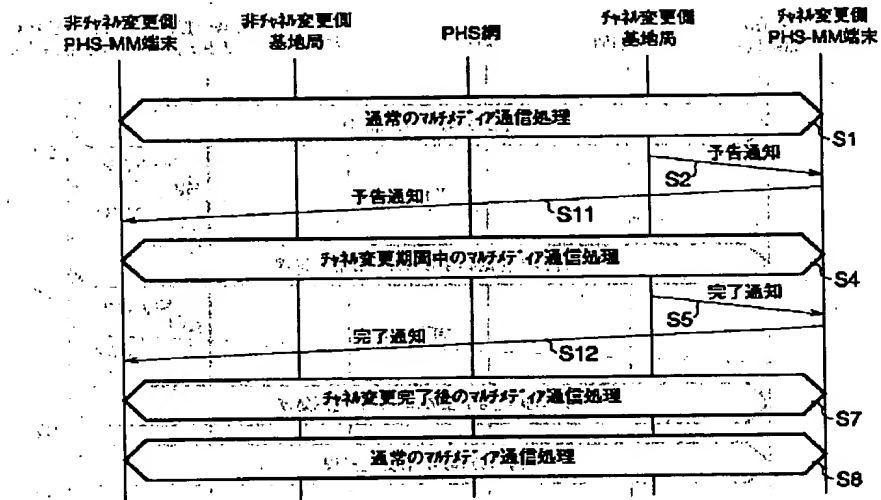 非チャネル変更側
PHS-MM端末
非チャネル変更側
基地局
PHS網
チャネル変更側
基地局
チャネル変更側
PHS-MM端末
通常のマルチメディア通信処理
S1
予告通知
S2
予告通知
S11
チャネル変更期間中のマルチメディア通信処理
S4
完了通知
S5
完了通知
S12
チャネル変更完了後のマルチメディア通信処理
S7
通常のマルチメディア通信処理
S8